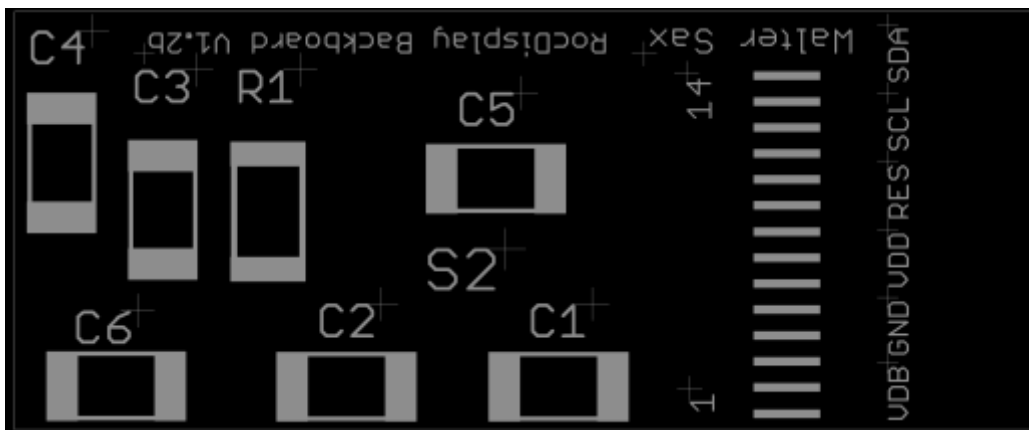 Walter Sax RocDisplay Backboard V1.2b
C4
C3
R1
C5
S2
C6
C2
C1
14
1
SDA
SCL
RES
VDD
GND
VDB